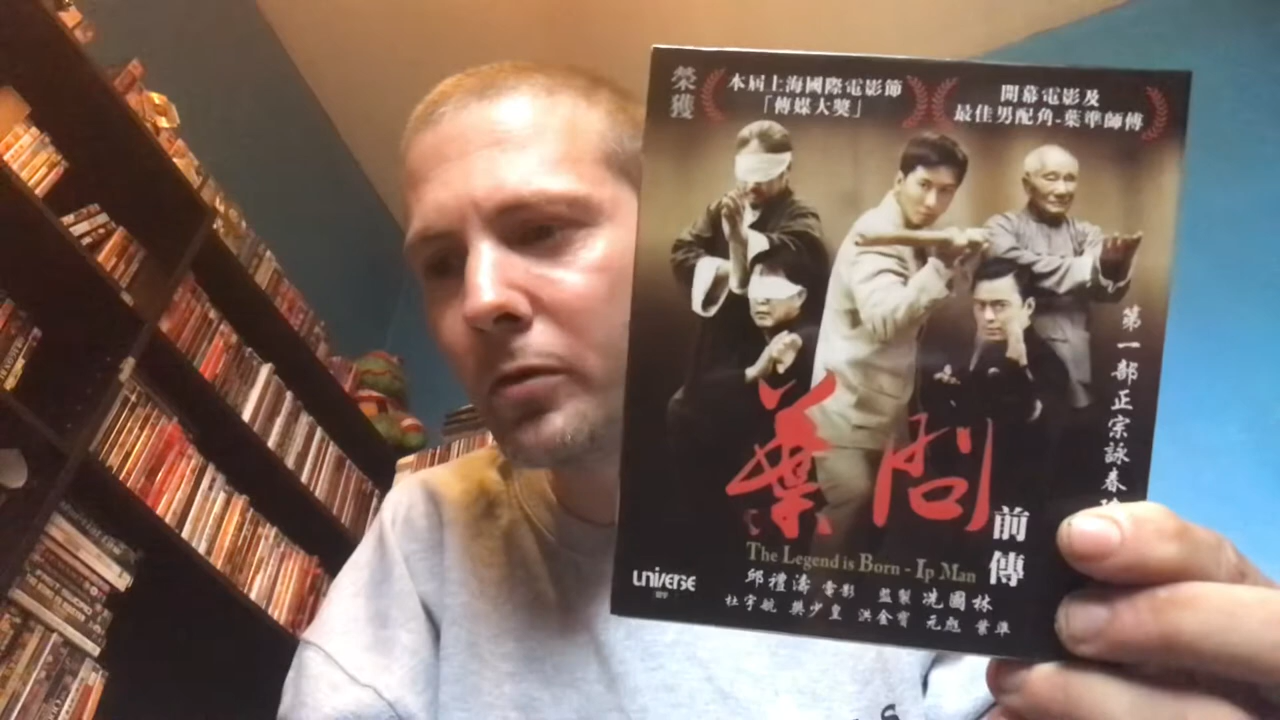 榮獲
本屆上海國際電影節
「傳媒大獎」
開幕電影及
最佳男配角-葉準師傅
第一部正宗詠春
葉問
前傳
The Legend is Born - Ip Man
UNIVERSE
邱禮濤 電影 監製 冼國林
杜宇航 樊少皇 洪金寶 元彪 葉準